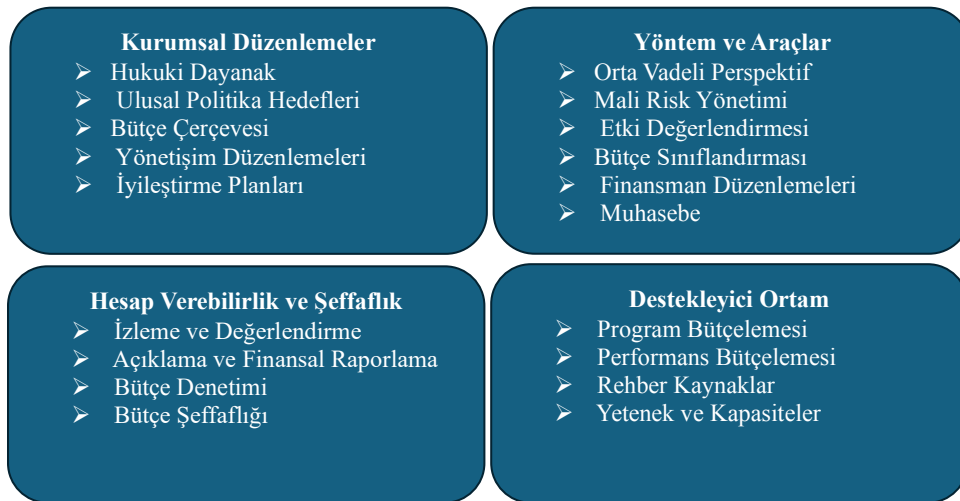 Kurumsal Düzenlemeler
➢ Hukuki Dayanak
➢ Ulusal Politika Hedefleri
➢ Bütçe Çerçevesi
➢ Yönetişim Düzenlemeleri
➢ İyileştirme Planları
Yöntem ve Araçlar
➢ Orta Vadeli Perspektif
➢ Mali Risk Yönetimi
➢ Etki Değerlendirmesi
➢ Bütçe Sınıflandırması
➢ Finansman Düzenlemeleri
➢ Muhasebe
Hesap Verebilirlik ve Şeffaflık
➢ İzleme ve Değerlendirme
➢ Açıklama ve Finansal Raporlama
➢ Bütçe Denetimi
➢ Bütçe Şeffaflığı
Destekleyici Ortam
➢ Program Bütçelemesi
➢ Performans Bütçelemesi
➢ Rehber Kaynaklar
➢ Yetenek ve Kapasiteler